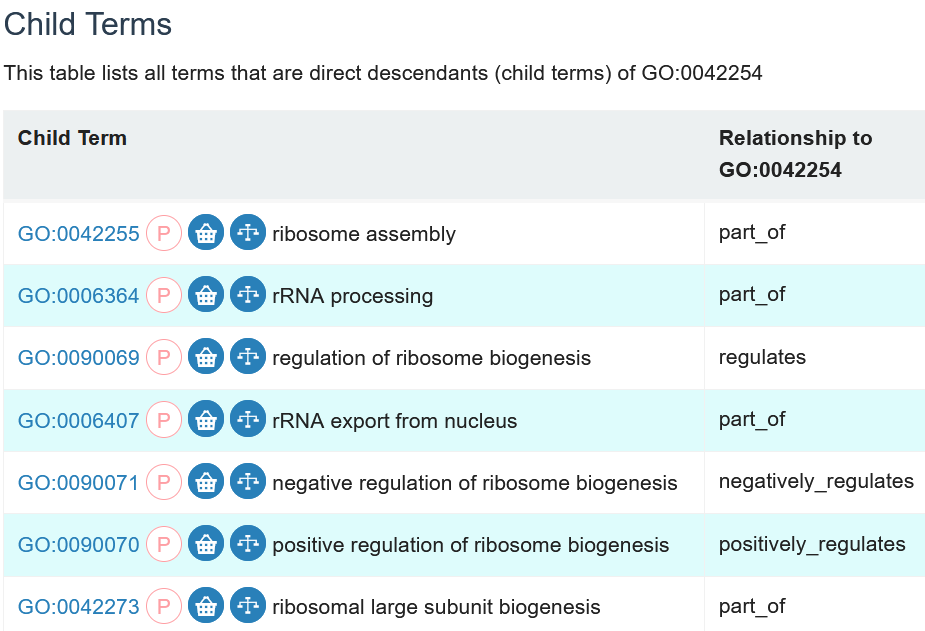 Child Terms
This table lists all terms that are direct descendants (child terms) of GO:0042254
Child Term Relationship to
GO:0042254
GO:0042255 P ribosome assembly part_of
GO:0006364 P rRNA processing part_of
GO:0090069 P regulation of ribosome biogenesis regulates
GO:0006407 P rRNA export from nucleus part_of
GO:0090071 P negative regulation of ribosome biogenesis negatively_regulates
GO:0090070 P positive regulation of ribosome biogenesis positively_regulates
GO:0042273 P ribosomal large subunit biogenesis part_of